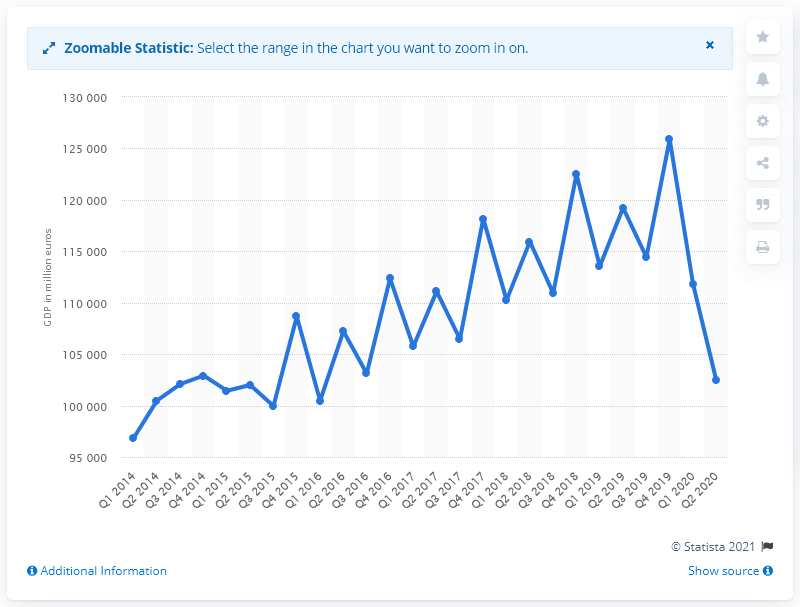 Zoomable Statistic: Select the range in the chart you want to zoom in on.
130 000
125 000
120 000
115 000
110 000
105 000
100 000
95 000
GDP in million euros
Q1 2014
Q2 2014
Q3 2014
Q4 2014
Q1 2015
Q2 2015
Q3 2015
Q4 2015
Q1 2016
Q2 2016
Q3 2016
Q4 2016
Q1 2017
Q2 2017
Q3 2017
Q4 2017
Q1 2018
Q2 2018
Q3 2018
Q4 2018
Q1 2019
Q2 2019
Q3 2019
Q4 2019
Q1 2020
Q2 2020
© Statista 2021
Additional Information
Show source